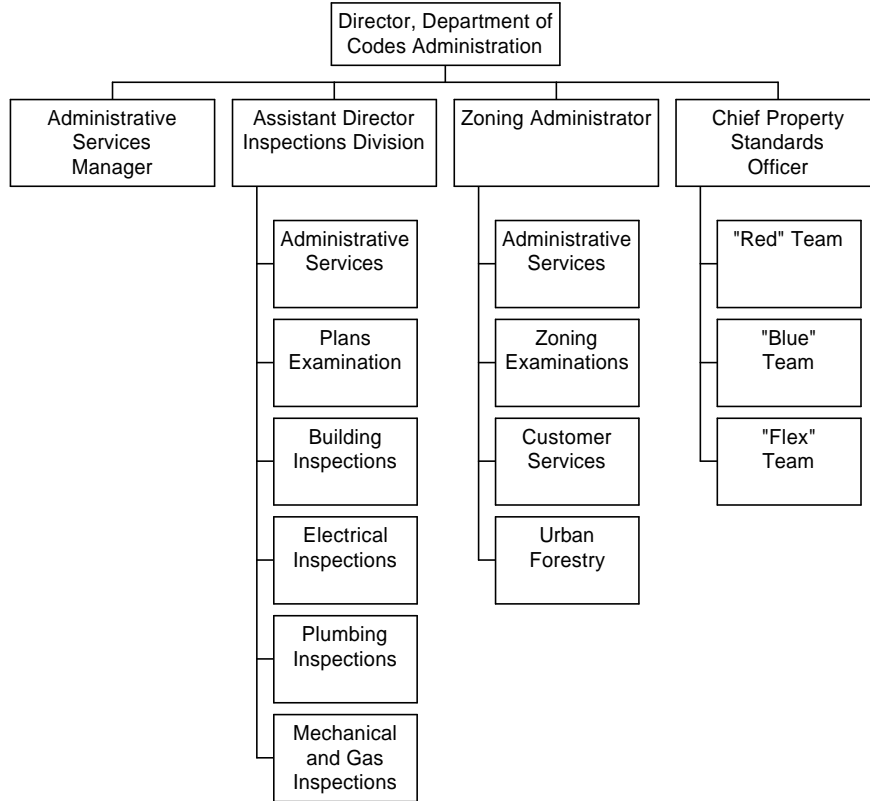 Director, Department of
Codes Administration
Administrative
Services
Manager
Assistant Director
Inspections Division
Zoning Administrator
Chief Property
Standards
Officer
Administrative
Services
Plans
Examination
Building
Inspections
Electrical
Inspections
Plumbing
Inspections
Mechanical
and Gas
Inspections
Administrative
Services
Zoning
Examinations
Customer
Services
Urban
Forestry
"Red" Team
"Blue"
Team
"Flex"
Team